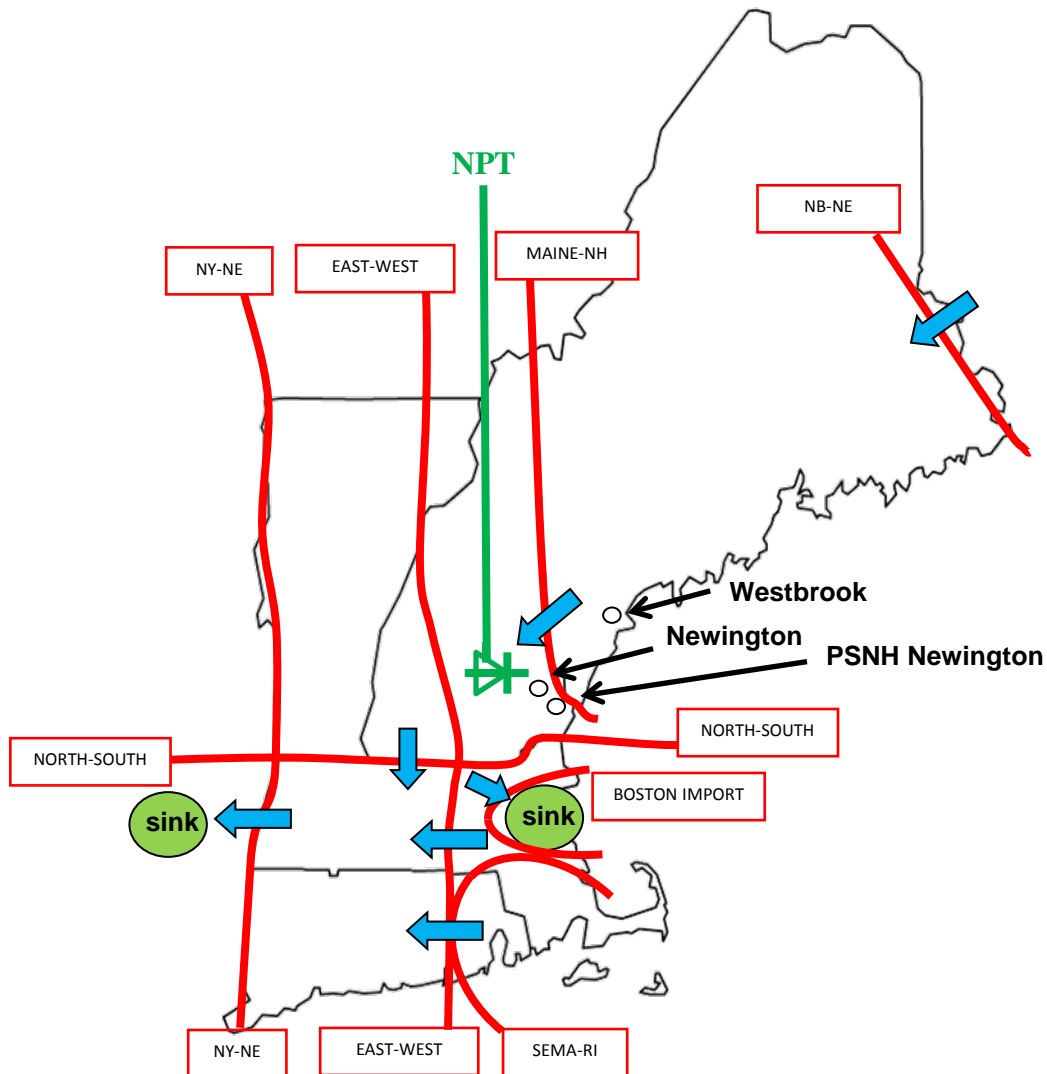 NPT
NB-NE
MAINE-NH
EAST-WEST
NY-NE
Westbrook
Newington
PSNH Newington
NORTH-SOUTH
NORTH-SOUTH
BOSTON IMPORT
sink
sink
NY-NE
EAST-WEST
SEMA-RI